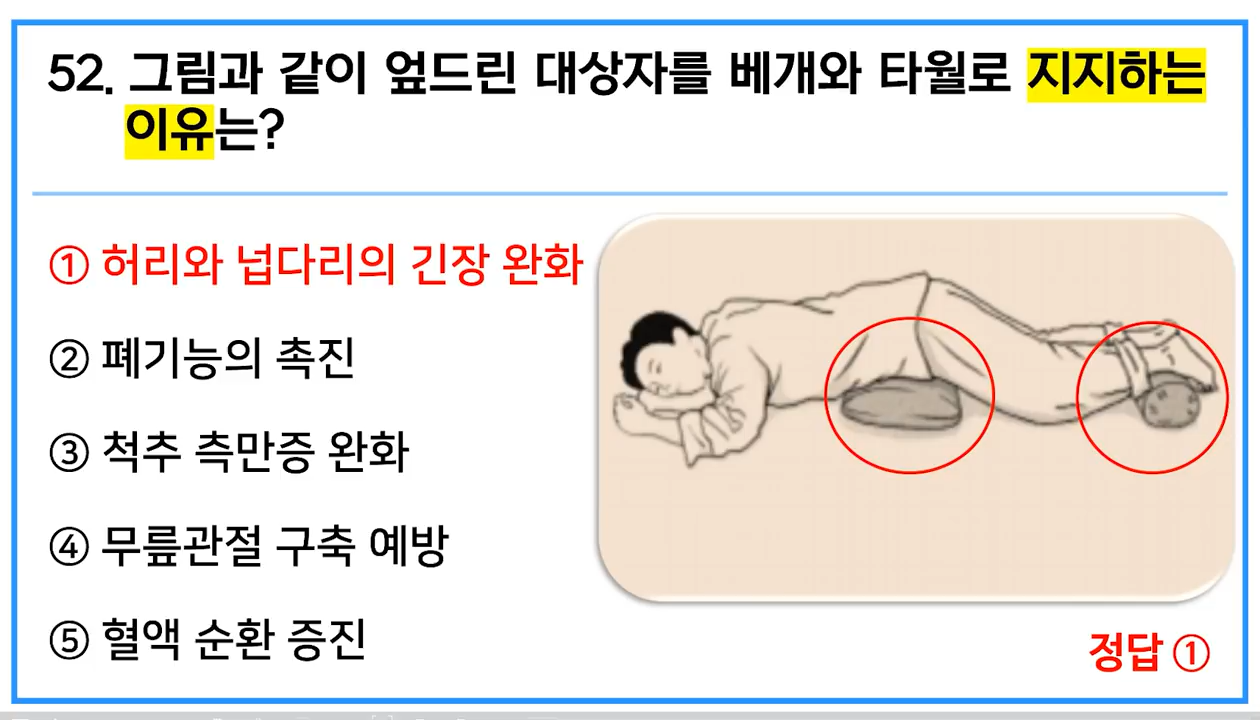 52. 그림과 같이 엎드린 대상자를 베개와 타월로 지지하는
이유는?
① 허리와 넙다리의 긴장 완화
② 폐기능의 촉진
③ 척추 측만증 완화
④ 무릎관절 구축 예방
⑤ 혈액 순환 증진
정답 ①